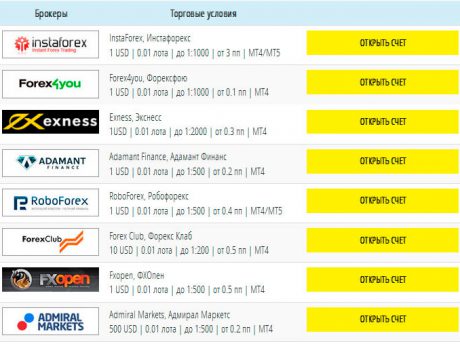 Брокеры Торговые условия
instaforex
Instant Forex Trading
InstaForex, Инстафорекс
1 USD | 0.01 лота | до 1:1000 | от 3 пп | MT4/MT5
ОТКРЫТЬ СЧЕТ
Forex4you
Forex4you, Форексфою
1 USD | 0.01 лота | до 1:1000 | от 0.1 пп | MT4
ОТКРЫТЬ СЧЕТ
exness
Exness, Экснесс
1USD | 0.01 лота | до 1:2000 | от 0.3 пп | MT4
ОТКРЫТЬ СЧЕТ
ADAMANT
FINANCE
Adamant Finance, Адамант Финанс
1 USD | 0.01 лота | до 1:500 | от 0.2 пп | MT4
ОТКРЫТЬ СЧЕТ
RoboForex
RoboForex, Робофорекс
1 USD | 0.01 лота | до 1:500 | от 0.4 пп | MT4/MT5
ОТКРЫТЬ СЧЕТ
ForexClub
Forex Club, Форекс Клаб
10 USD | 0.01 лота | до 1:200 | от 0.5 пп | MT4
ОТКРЫТЬ СЧЕТ
FXOpen
Fxopen, ФХОпен
1 USD | 0.01 лота | до 1:500 | от 0.5 пп | MT4
ОТКРЫТЬ СЧЕТ
ADMIRAL
MARKETS
Admiral Markets, Адмирал Маркетс
500 USD | 0.01 лота | до 1:500 | от 0.2 пп | MT4
ОТКРЫТЬ СЧЕТ